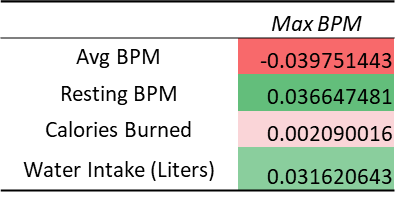 Max BPM
Avg BPM -0.039751443
Resting BPM 0.036647481
Calories Burned 0.002090016
Water Intake (Liters) 0.031620643